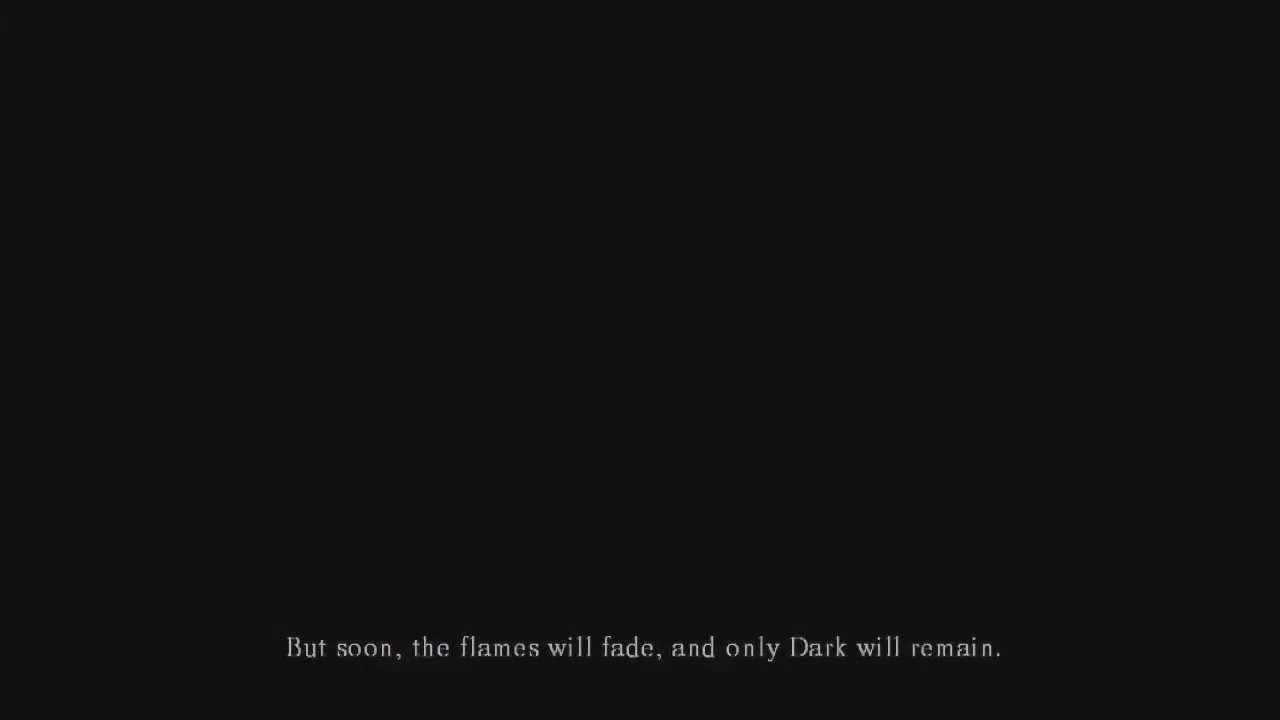 But soon, the flames will fade, and only Dark will remain.